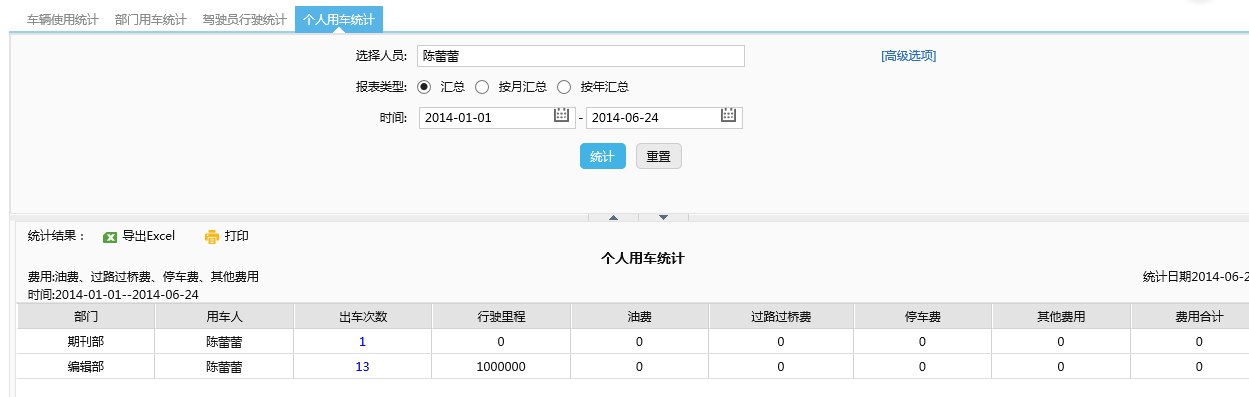 车辆使用统计 部门用车统计 驾驶员行驶统计 个人用车统计
选择人员: 陈蕾蕾 [高级选项]
报表类型: 汇总 按月汇总 按年汇总
时间: 2014-01-01 - 2014-06-24
统计 重置
统计结果： 导出Excel 打印
个人用车统计
费用:油费、过路过桥费、停车费、其他费用 统计日期2014-06-2
时间:2014-01-01--2014-06-24
部门 用车人 出车次数 行驶里程 油费 过路过桥费 停车费 其他费用 费用合计
期刊部 陈蕾蕾 1 0 0 0 0 0 0
编辑部 陈蕾蕾 13 1000000 0 0 0 0 0